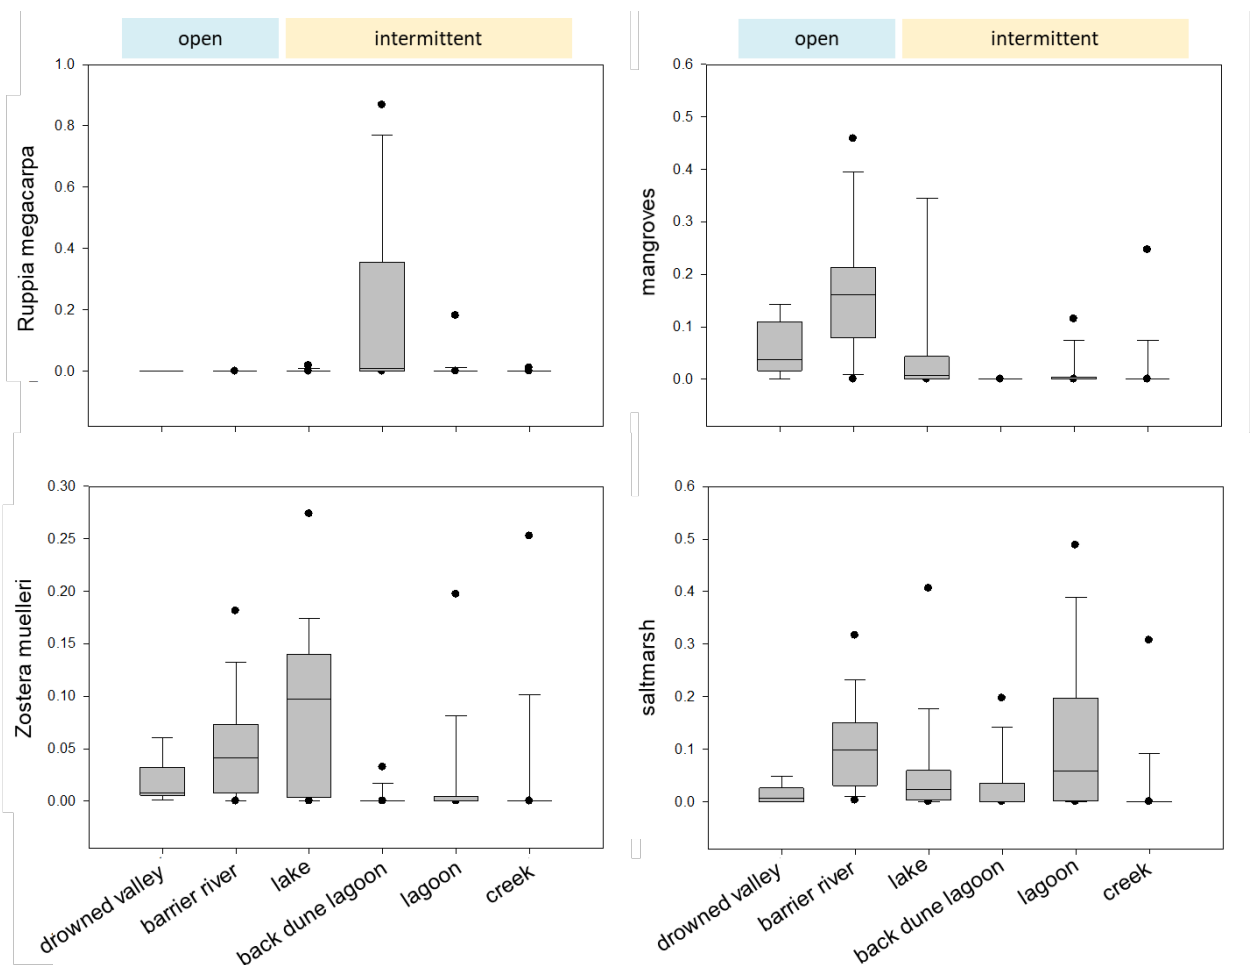 open
intermittent
open
intermittent
1.0
0.8
0.6
0.4
0.2
0.0
Ruppia megacarpa
0.6
0.5
0.4
0.3
0.2
0.1
0.0
mangroves
0.30
0.25
0.20
0.15
0.10
0.05
0.00
Zostera muelleri
drowned valley
barrier river
lake
back dune lagoon
lagoon
creek
0.6
0.5
0.4
0.3
0.2
0.1
0.0
saltmarsh
drowned valley
barrier river
lake
back dune lagoon
lagoon
creek